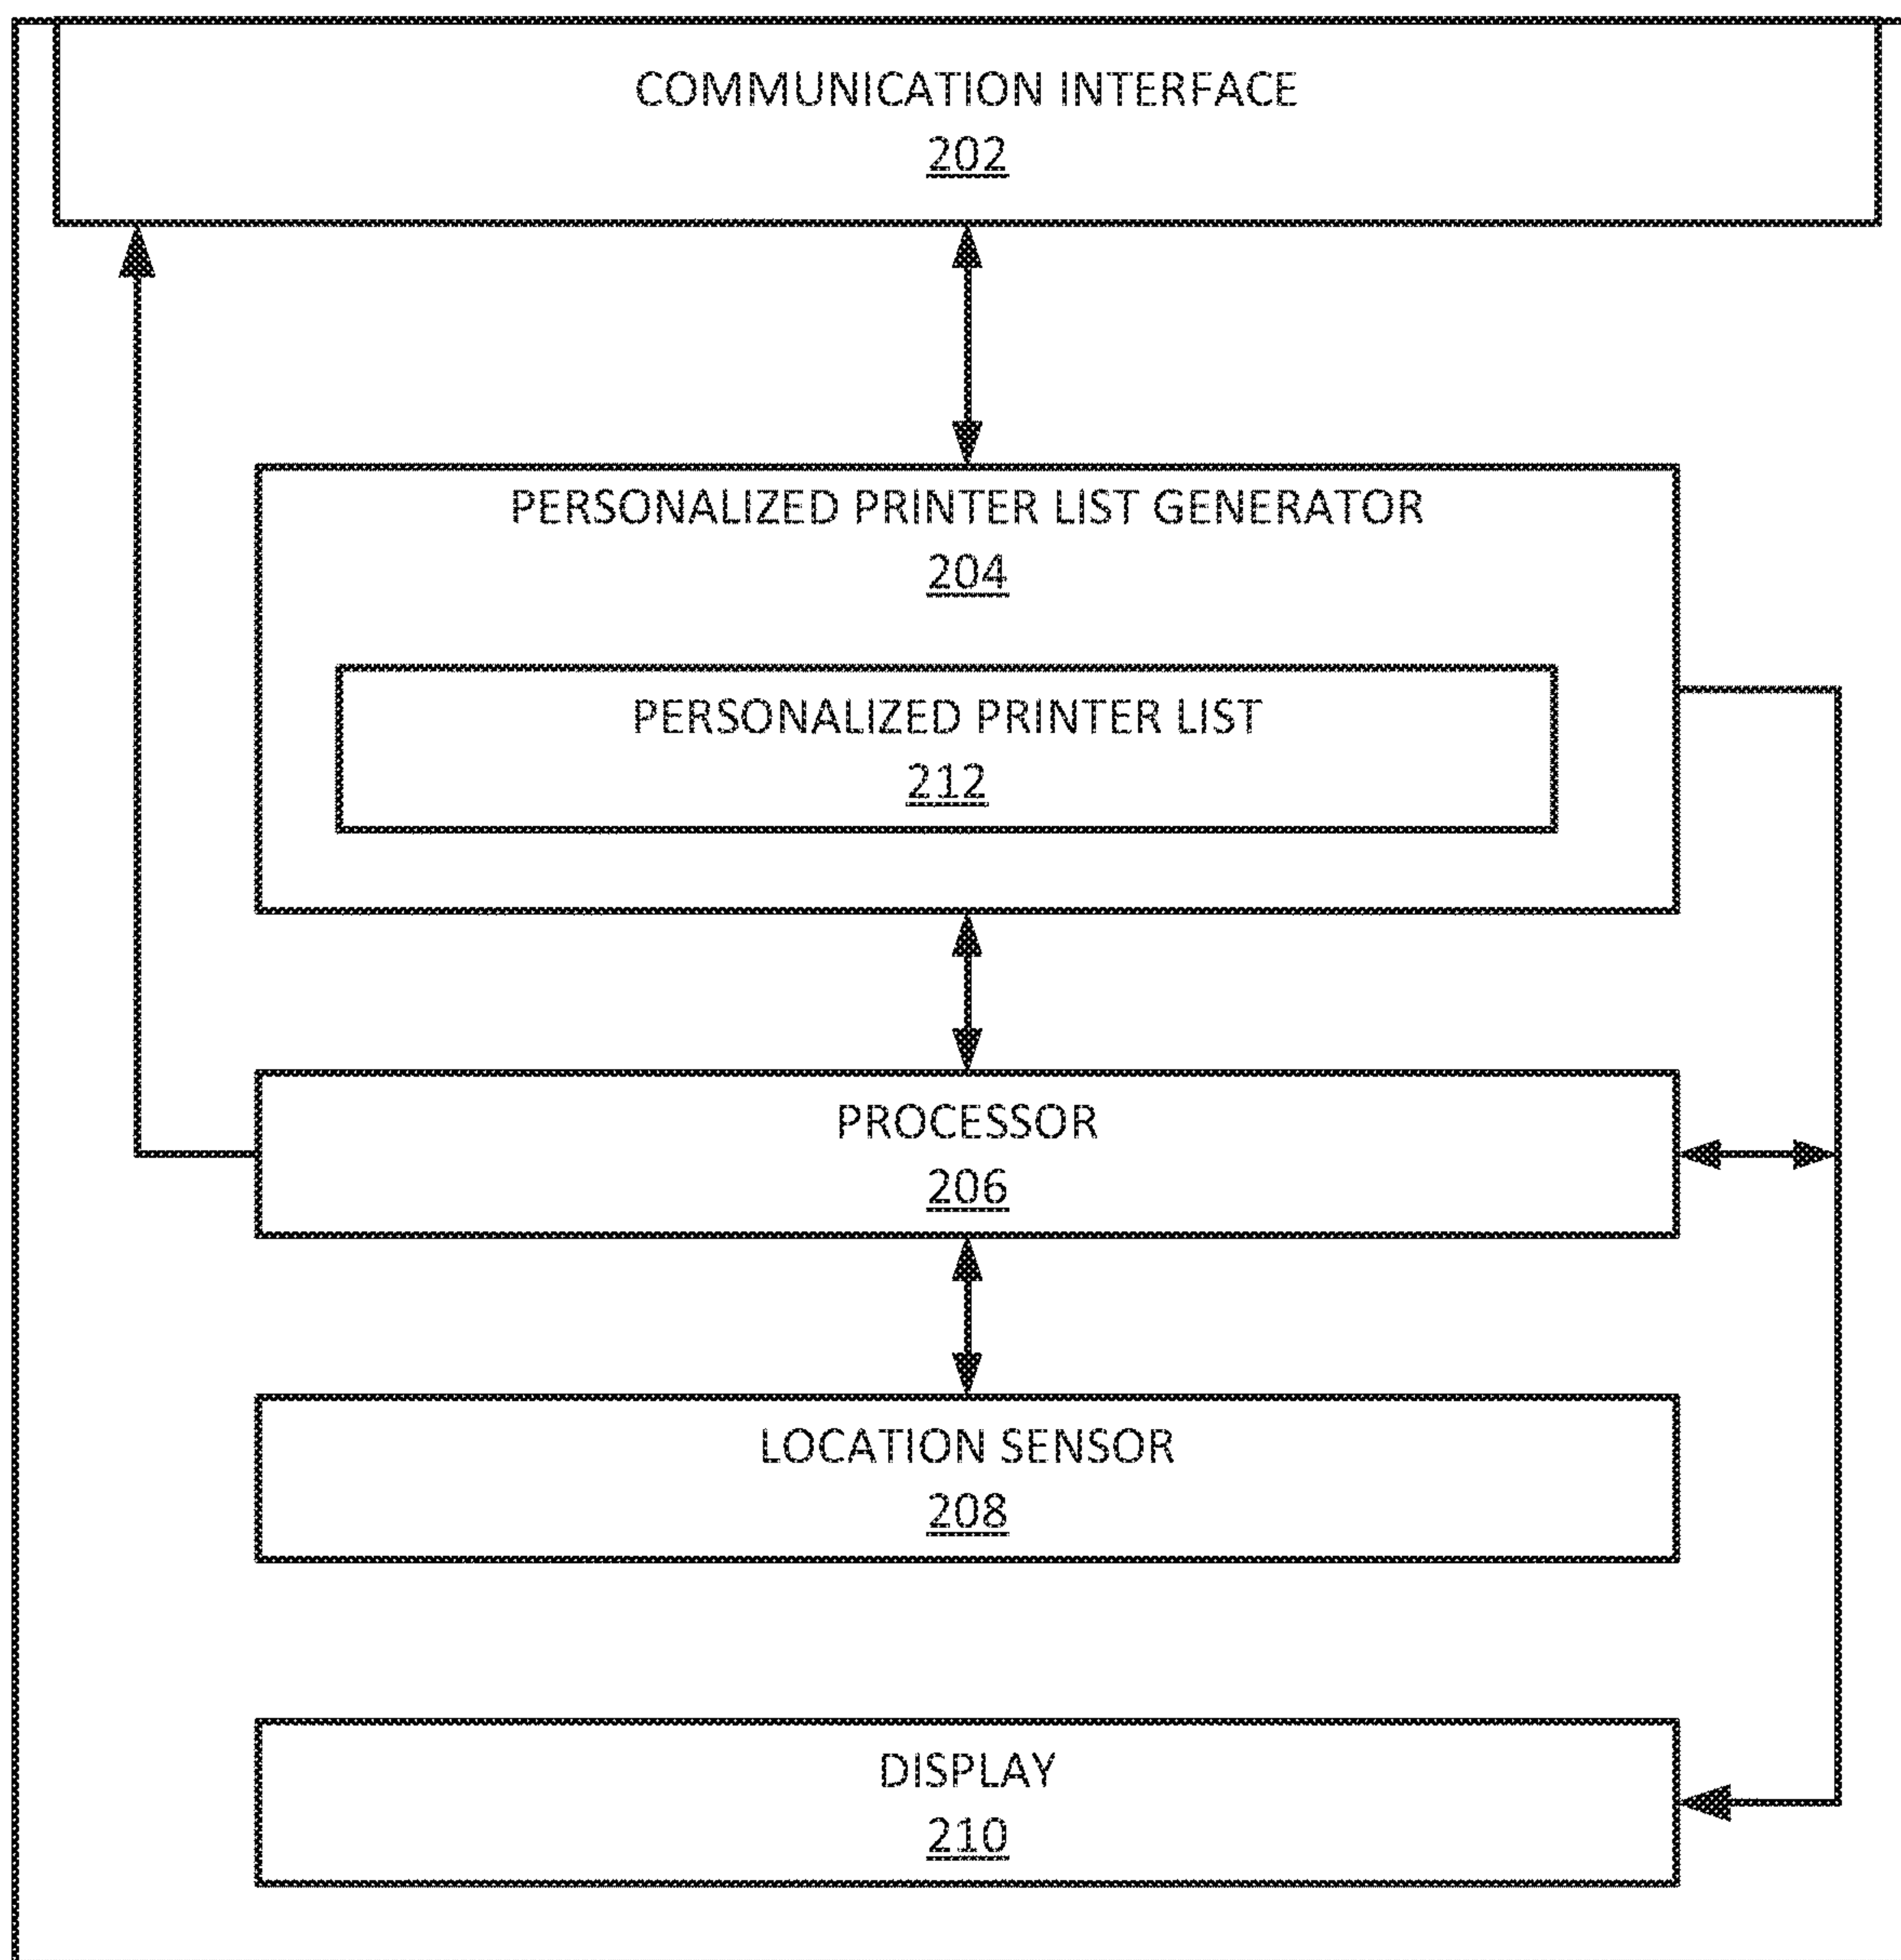 COMMUNICATION INTERFACE
202
PERSONALIZED PRINTER LIST GENERATOR
204
PERSONALIZED PRINTER LIST
212
PROCESSOR
206
LOCATION SENSOR
208
DISPLAY
210